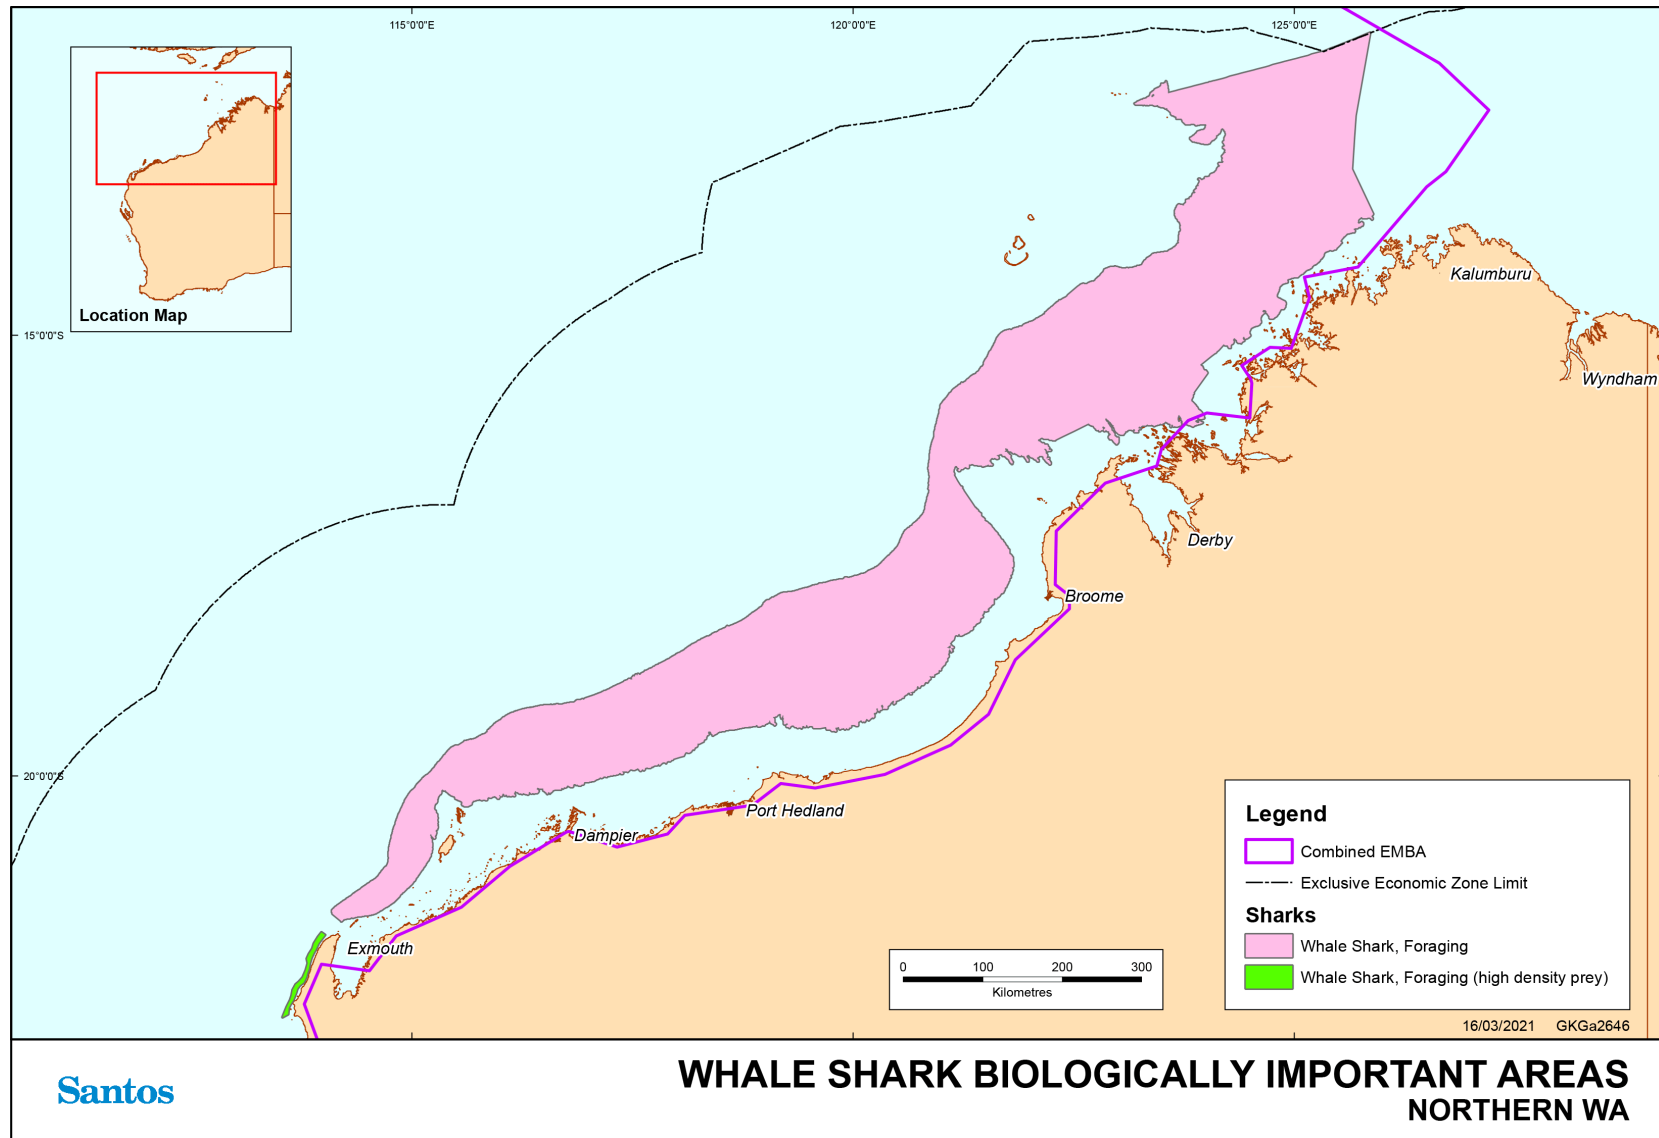 115°0'0"E
120°0'0"E
125°0'0"E
Location Map
Kalumburu
15°0'0"S
Wyndham
Derby
Broome
20°0'0"S
Port Hedland
Dampier
Exmouth
Legend
Combined EMBA
Exclusive Economic Zone Limit
Sharks
Whale Shark, Foraging
Whale Shark, Foraging (high density prey)
0 100 200 300
Kilometres
16/03/2021 GKGa2646
Santos
WHALE SHARK BIOLOGICALLY IMPORTANT AREAS
NORTHERN WA